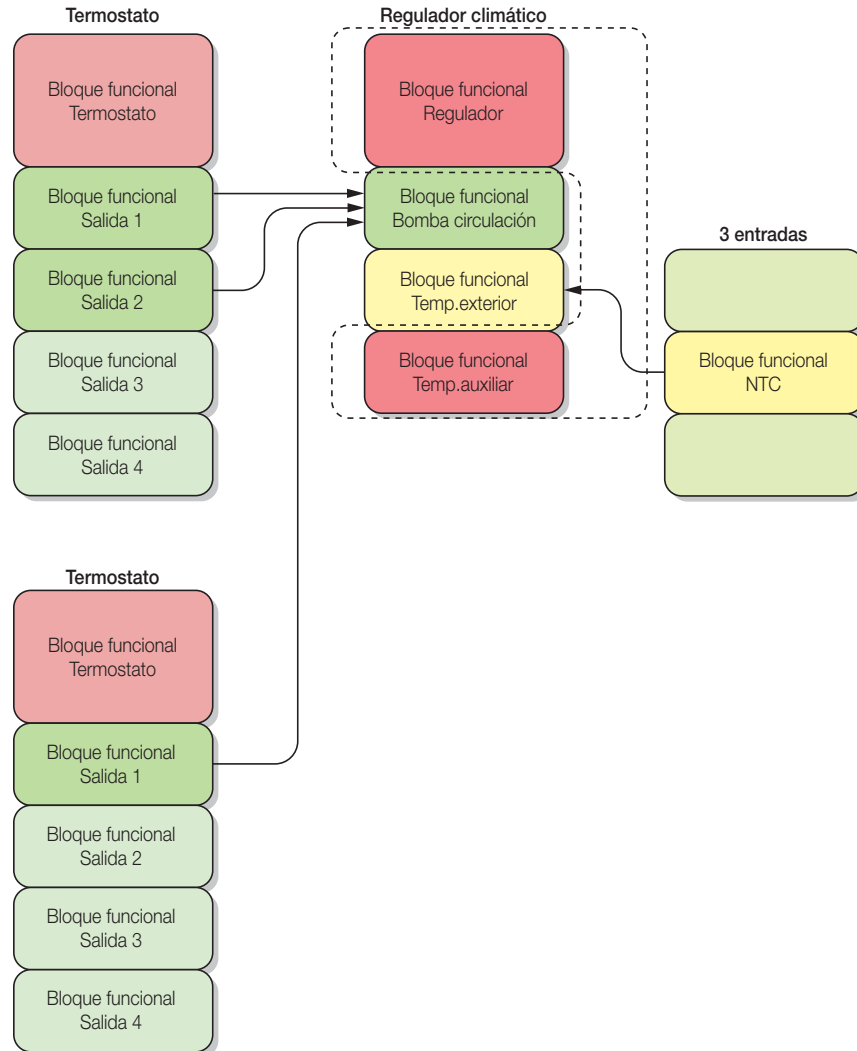 Termostato
Bloque funcional
Termostato
Bloque funcional
Salida 1
Bloque funcional
Salida 2
Bloque funcional
Salida 3
Bloque funcional
Salida 4
Regulador climático
Bloque funcional
Regulador
Bloque funcional
Bomba circulación
Bloque funcional
Temp.exterior
Bloque funcional
Temp.auxiliar
3 entradas
Bloque funcional
NTC
Termostato
Bloque funcional
Termostato
Bloque funcional
Salida 1
Bloque funcional
Salida 2
Bloque funcional
Salida 3
Bloque funcional
Salida 4